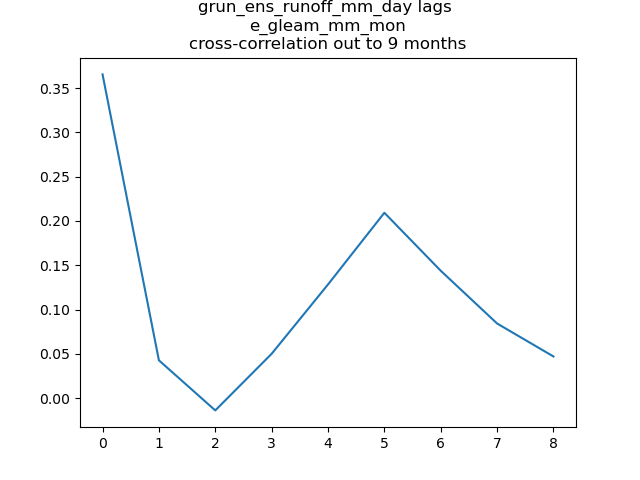 grun_ens_runoff_mm_day lags
e_gleam_mm_mon
cross-correlation out to 9 months
0.35
0.30
0.25
0.20
0.15
0.10
0.05
0.00
0 1 2 3 4 5 6 7 8